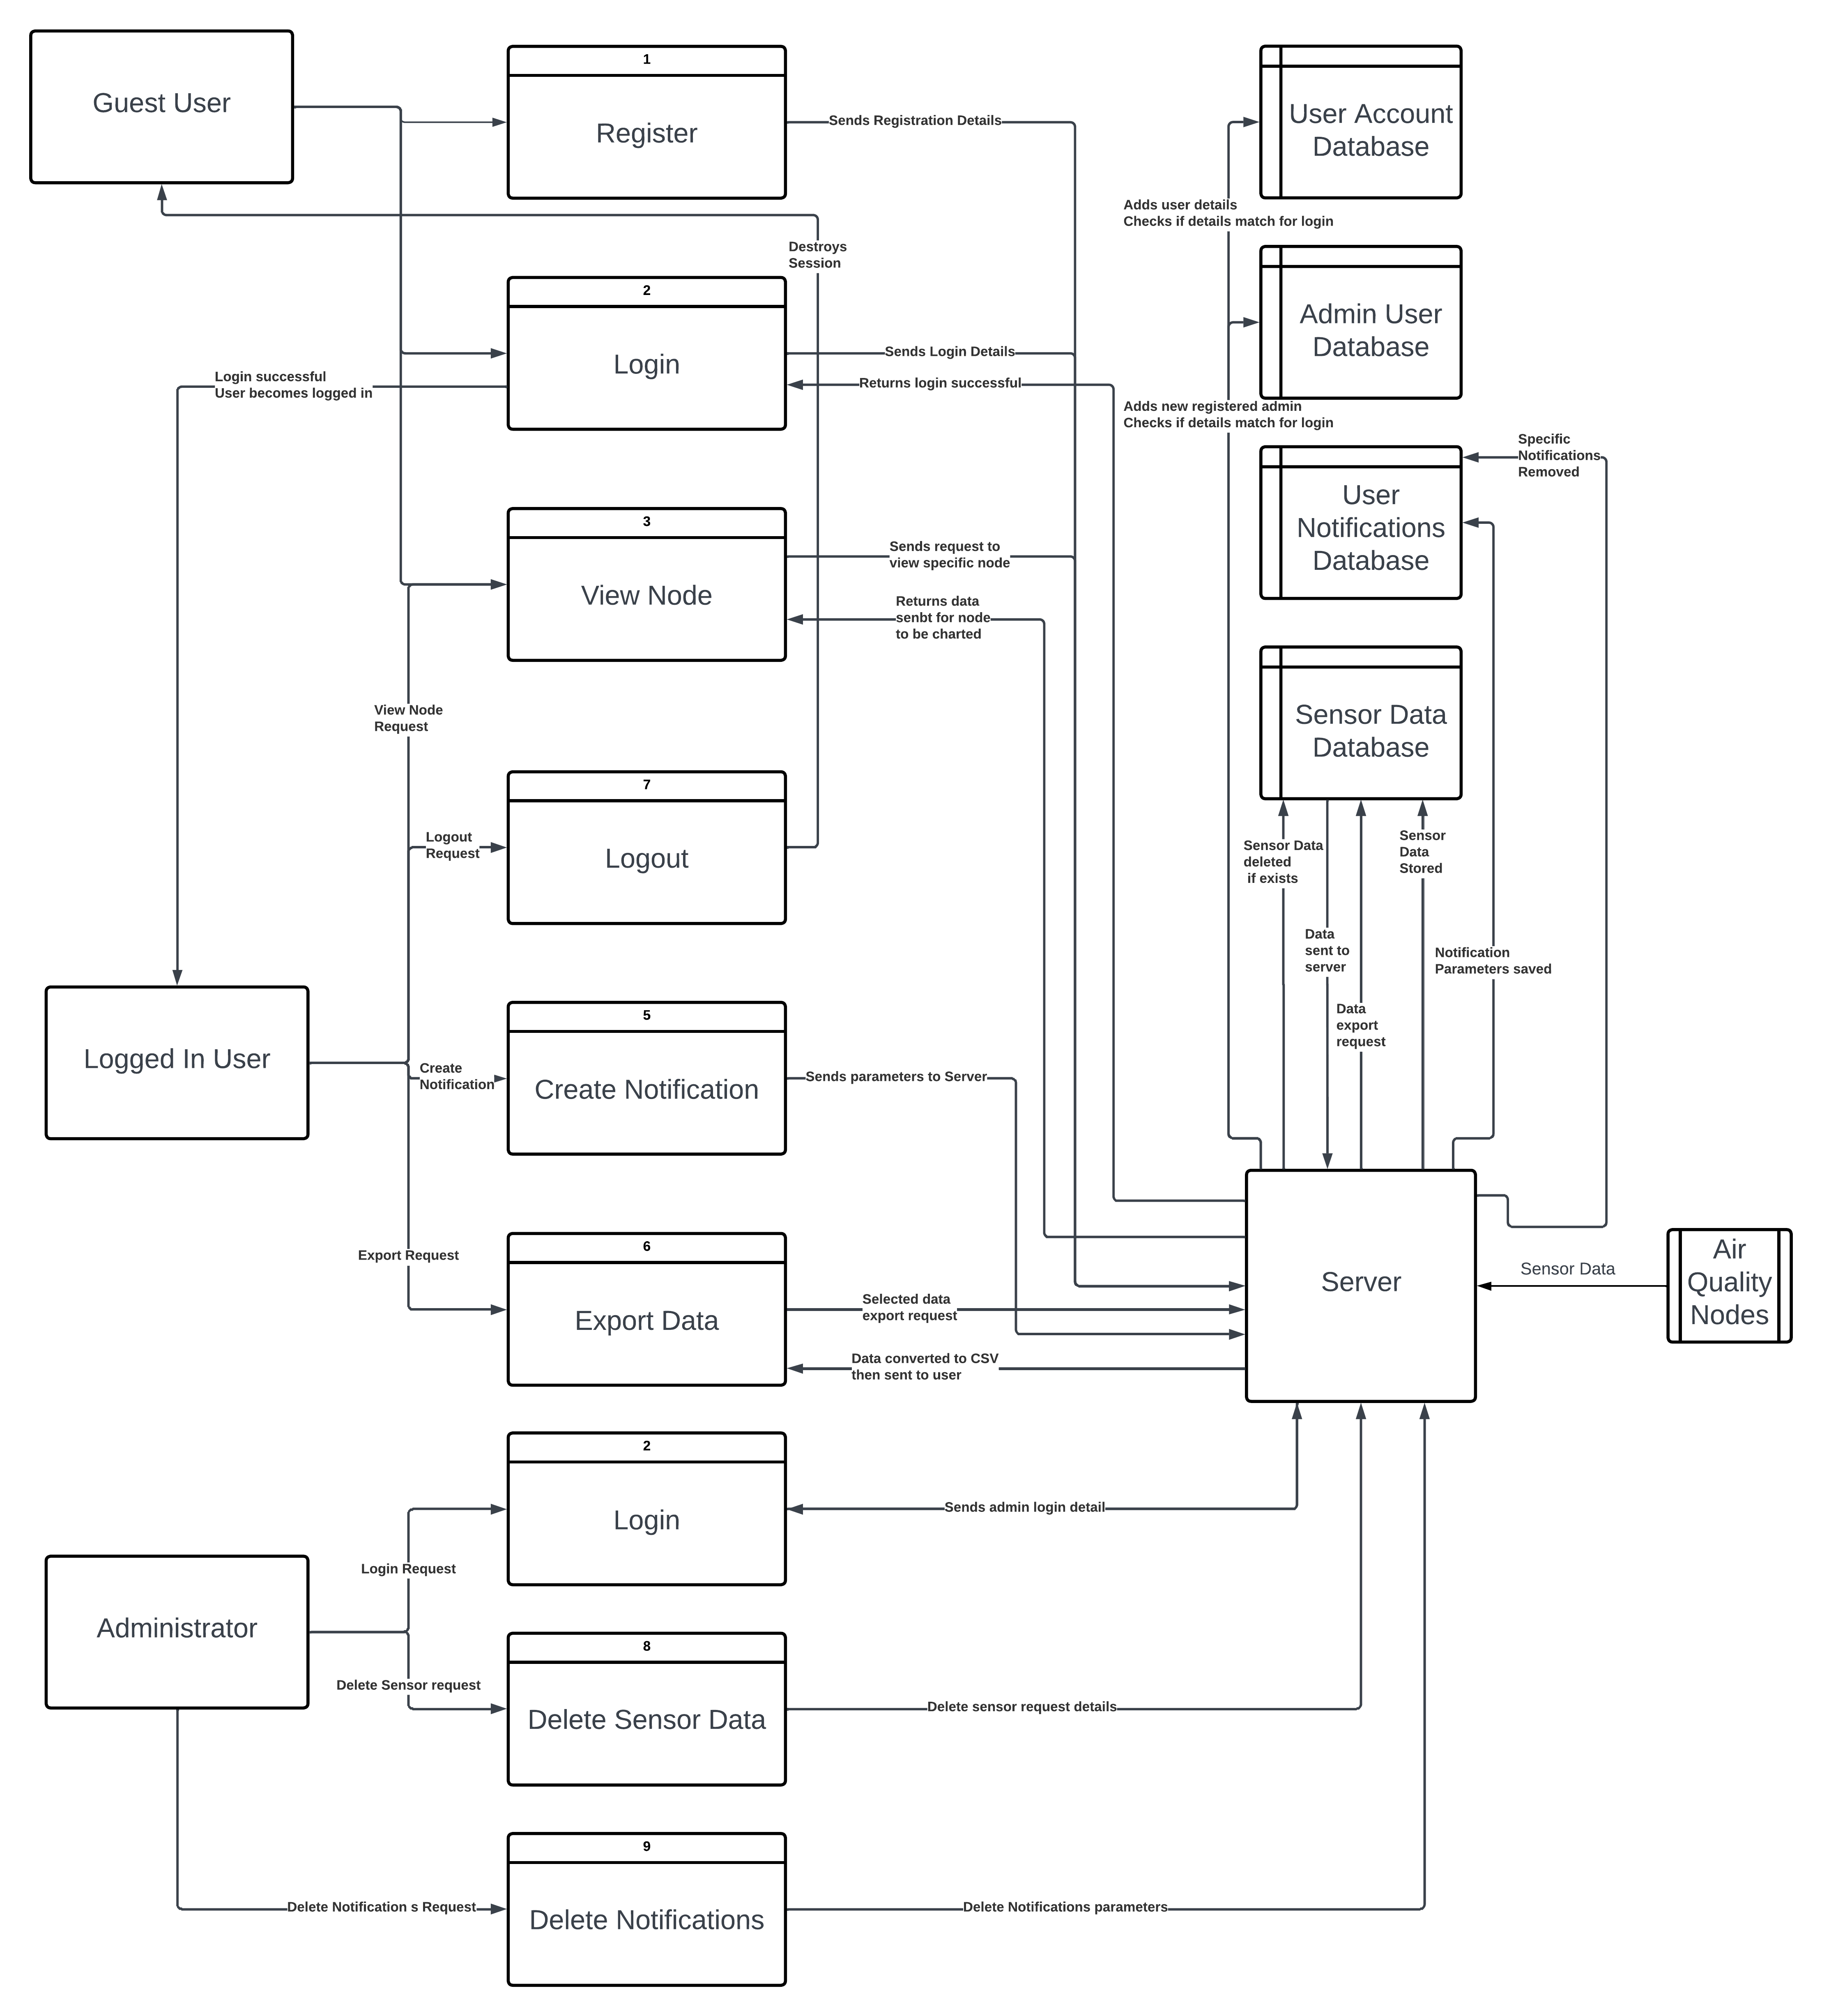 Guest User
1
Register
Sends Registration Details
User Account
Database
Adds user details
Checks if details match for login
Destroys
Session
2
Login
Sends Login Details
Returns login successful
Login successful
User becomes logged in
Admin User
Database
Adds new registered admin
Checks if details match for login
Specific
Notifications
Removed
User
Notifications
Database
3
View Node
Sends request to
view specific node
Returns data
senbt for node
to be charted
Sensor Data
Database
View Node
Request
7
Logout
Logout
Request
Sensor Data
deleted
if exists
Sensor
Data
Stored
Data
sent to
server
Notification
Parameters saved
Data
export
request
Logged In User
5
Create Notification
Create
Notification
Sends parameters to Server
Export Request
6
Export Data
Selected data
export request
Data converted to CSV
then sent to user
Server
Sensor Data
Air
Quality
Nodes
2
Login
Sends admin login detail
Login Request
Administrator
8
Delete Sensor Data
Delete Sensor request
Delete sensor request details
9
Delete Notifications
Delete Notification s Request
Delete Notifications parameters